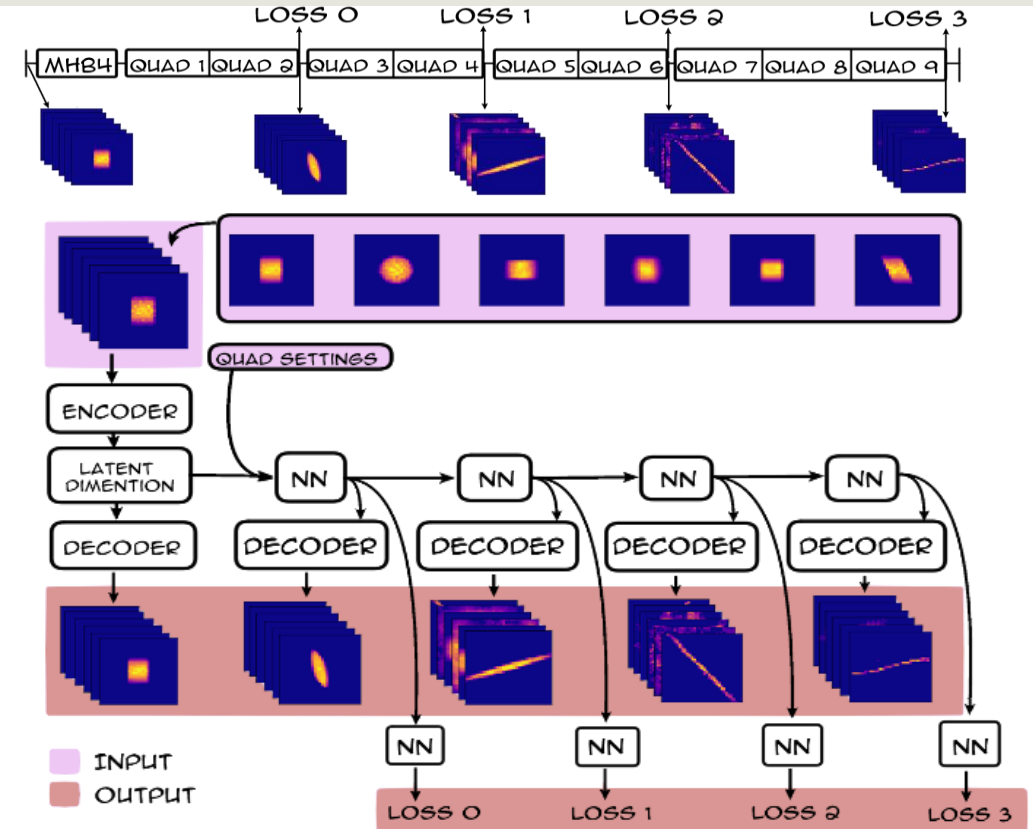 LOSS 0 LOSS 1 LOSS 2 LOSS 3
MHB4 QUAD 1 QUAD 2 QUAD 3 QUAD 4 QUAD 5 QUAD 6 QUAD 7 QUAD 8 QUAD 9
QUAD SETTINGS
ENCODER
LATENT
DIMENTION
NN NN NN NN
DECODER DECODER DECODER DECODER DECODER
NN NN NN NN
INPUT
OUTPUT
LOSS 0 LOSS 1 LOSS 2 LOSS 3